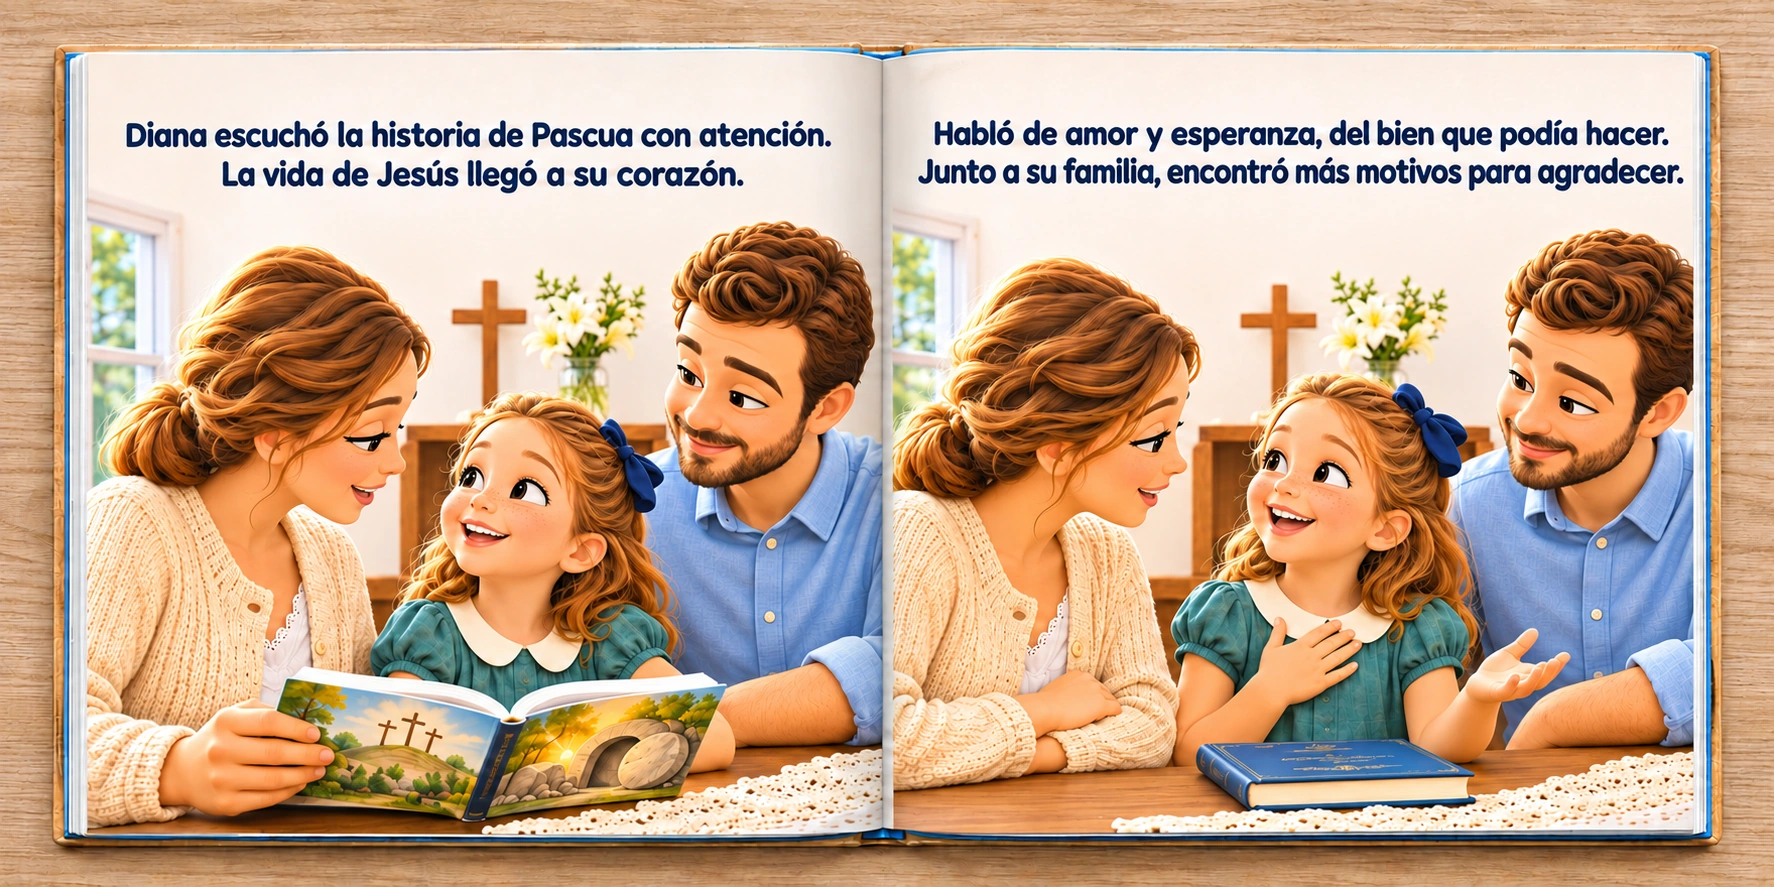 Diana escuchó la historia de Pascua con atención.
La vida de Jesús llegó a su corazón.
Habló de amor y esperanza, del bien que podía hacer.
Junto a su familia, encontró más motivos para agradecer.